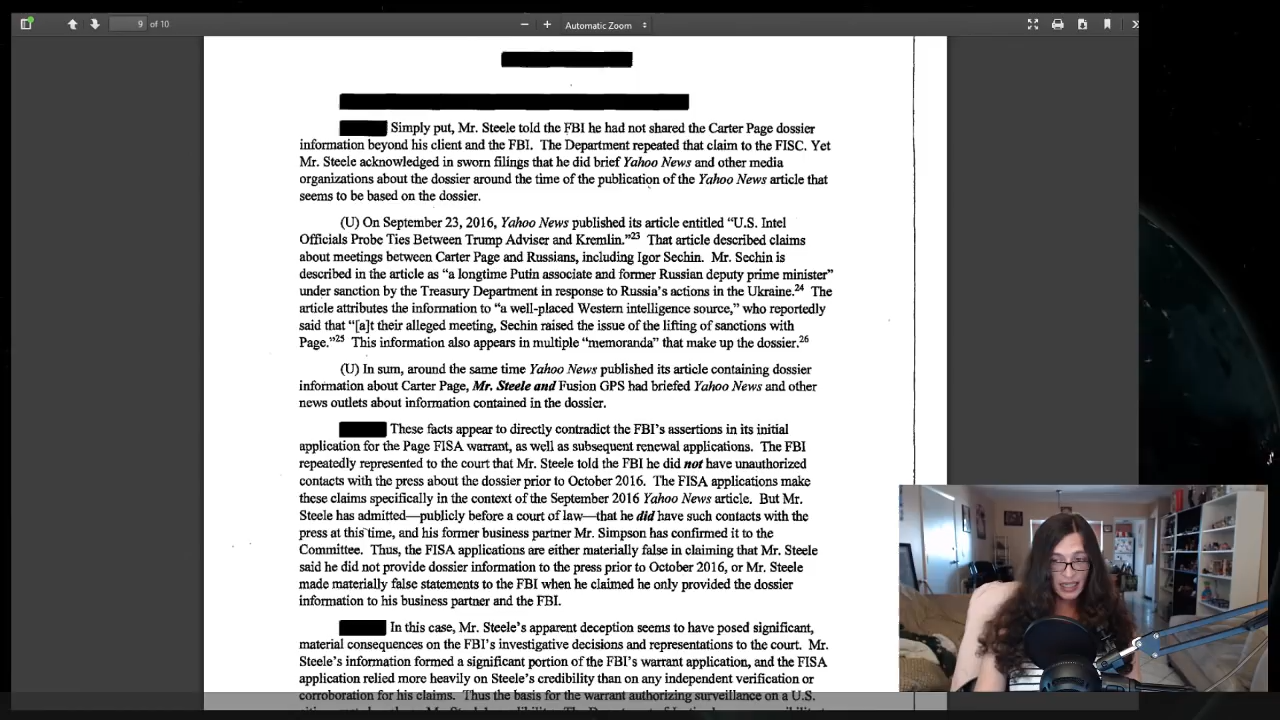 9 of 10
Automatic Zoom
Simply put, Mr. Steele told the FBI he had not shared the Carter Page dossier
information beyond his client and the FBI. The Department repeated that claim to the FISC. Yet
Mr. Steele acknowledged in sworn filings that he did brief Yahoo News and other media
organizations about the dossier around the time of the publication of the Yahoo News article that
seems to be based on the dossier.
(U) On September 23, 2016, Yahoo News published its article entitled “U.S. Intel
Officials Probe Ties Between Trump Adviser and Kremlin.”23 That article described claims
about meetings between Carter Page and Russians, including Igor Sechin. Mr. Sechin is
described in the article as “a longtime Putin associate and former Russian deputy prime minister”
under sanction by the Treasury Department in response to Russia’s actions in the Ukraine.24 The
article attributes the information to “a well-placed Western intelligence source,” who reportedly
said that “[a]t their alleged meeting, Sechin raised the issue of the lifting of sanctions with
Page.”25 This information also appears in multiple “memoranda” that make up the dossier.26
(U) In sum, around the same time Yahoo News published its article containing dossier
information about Carter Page, Mr. Steele and Fusion GPS had briefed Yahoo News and other
news outlets about information contained in the dossier.
These facts appear to directly contradict the FBI’s assertions in its initial
application for the Page FISA warrant, as well as subsequent renewal applications. The FBI
repeatedly represented to the court that Mr. Steele told the FBI he did not have unauthorized
contacts with the press about the dossier prior to October 2016. The FISA applications make
these claims specifically in the context of the September 2016 Yahoo News article. But Mr.
Steele has admitted—publicly before a court of law—that he did have such contacts with the
press at this time, and his former business partner Mr. Simpson has confirmed it to the
Committee. Thus, the FISA applications are either materially false in claiming that Mr. Steele
said he did not provide dossier information to the press prior to October 2016, or Mr. Steele
made materially false statements to the FBI when he claimed he only provided the dossier
information to his business partner and the FBI.
In this case, Mr. Steele’s apparent deception seems to have posed significant,
material consequences on the FBI’s investigative decisions and representations to the court. Mr.
Steele’s information formed a significant portion of the FBI’s warrant application, and the FISA
application relied more heavily on Steele’s credibility than on any independent verification or
corroboration for his claims. Thus the basis for the warrant authorizing surveillance on a U.S.